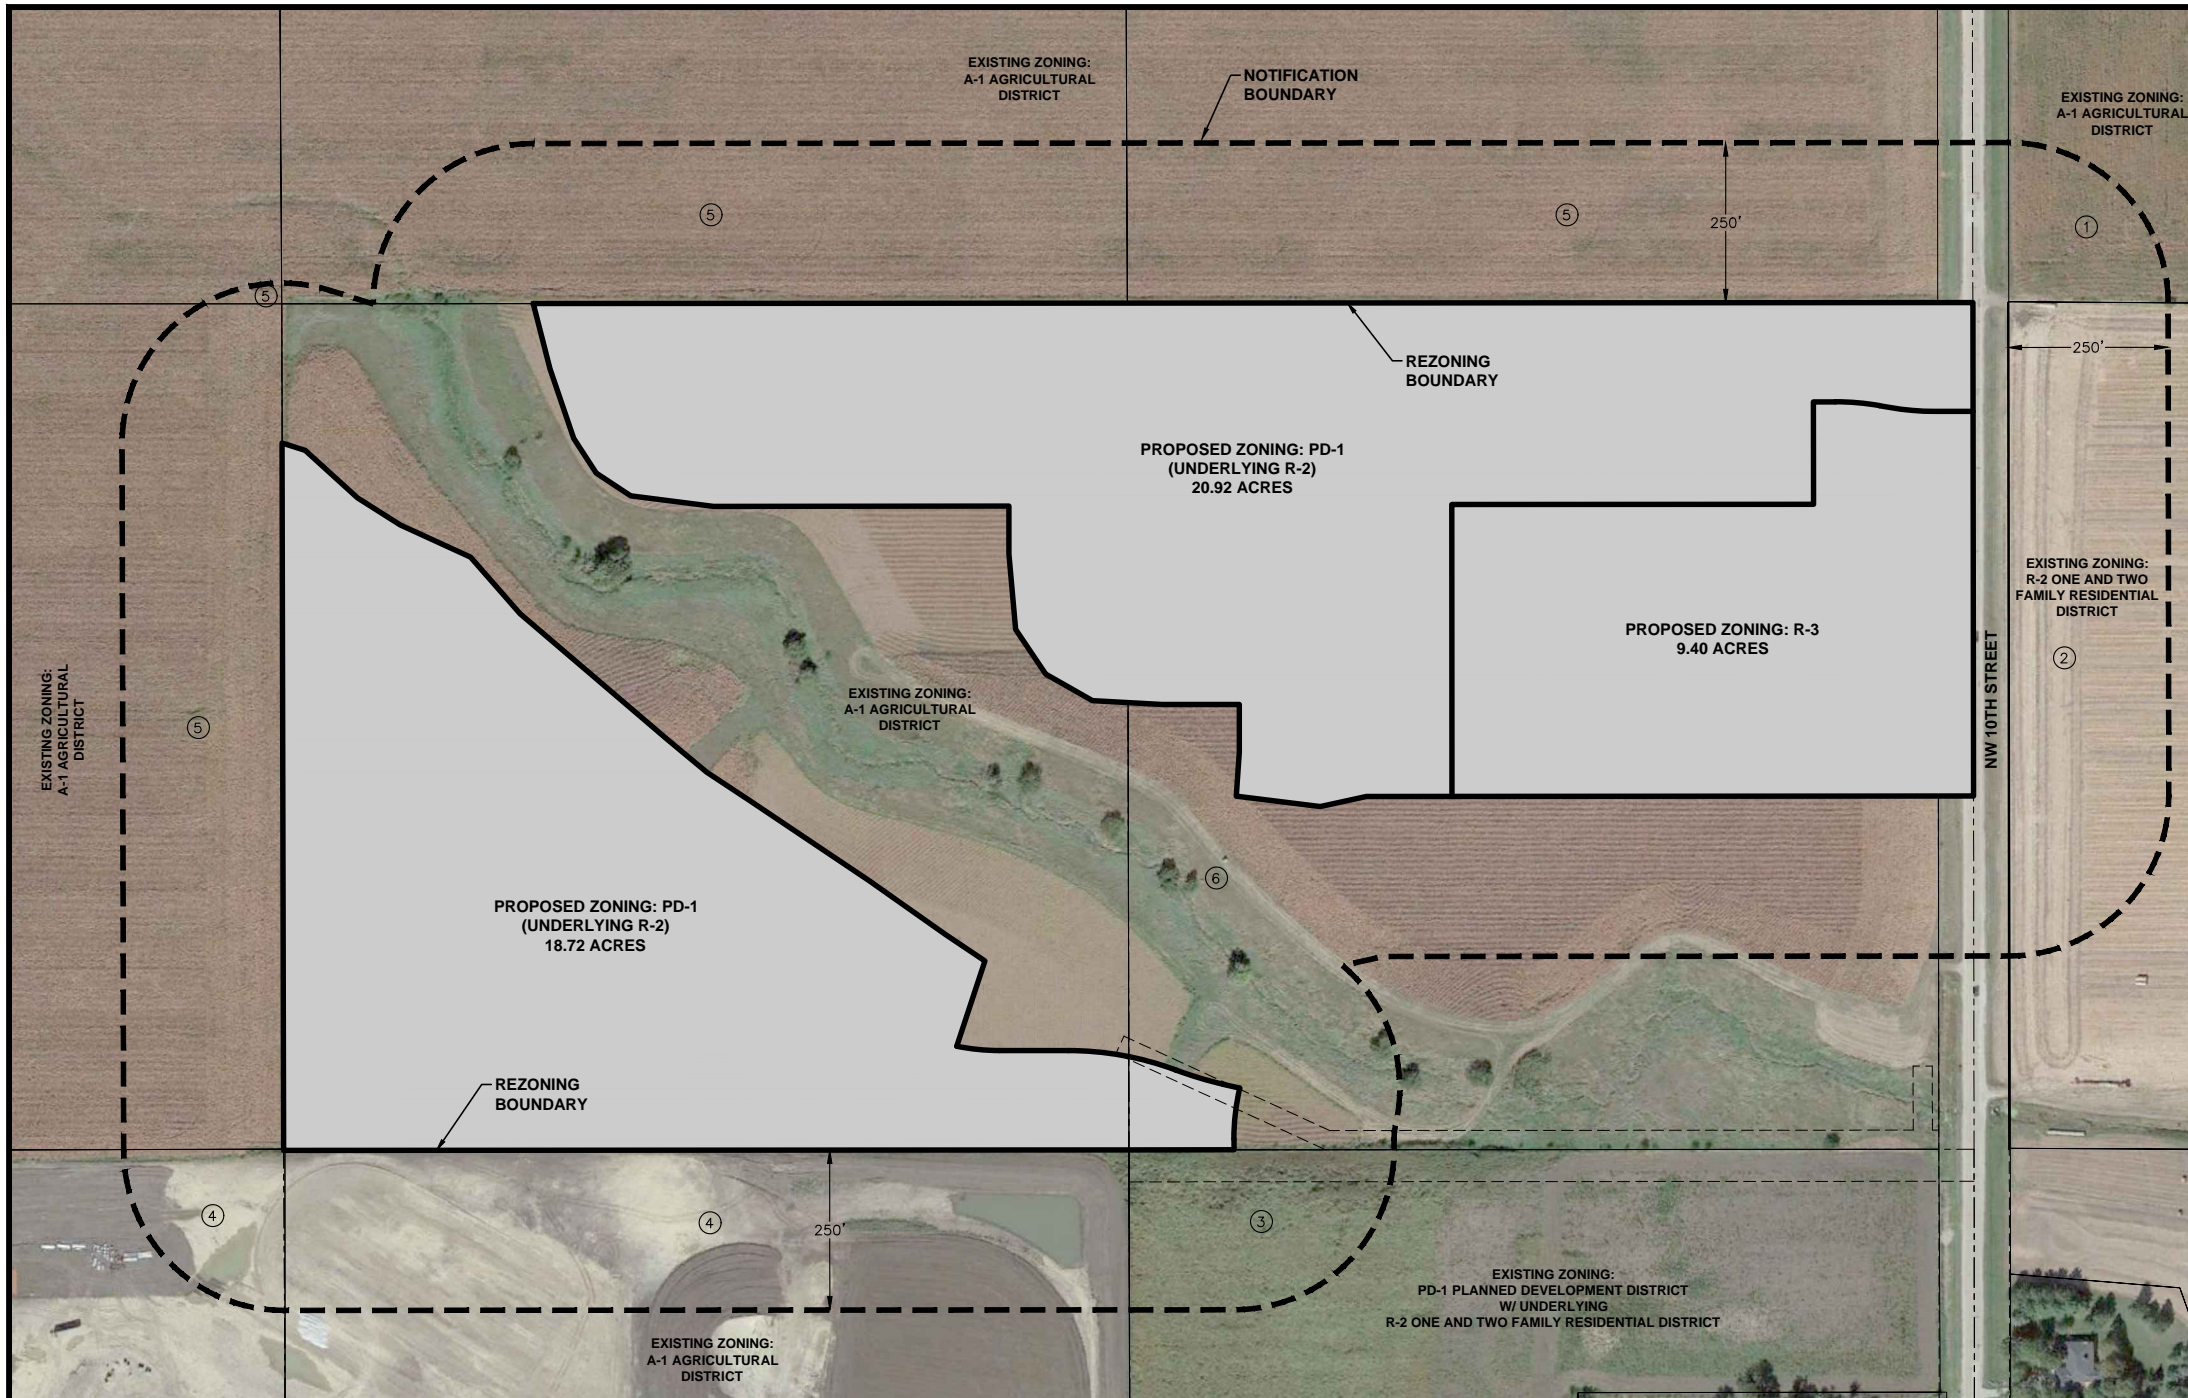 EXISTING ZONING:
A-1 AGRICULTURAL
DISTRICT
NOTIFICATION
BOUNDARY
EXISTING ZONING:
A-1 AGRICULTURAL
DISTRICT
5
5
250'
1
5
REZONING
BOUNDARY
250'
PROPOSED ZONING: PD-1
(UNDERLYING R-2)
20.92 ACRES
EXISTING ZONING:
R-2 ONE AND TWO
FAMILY RESIDENTIAL
DISTRICT
2
PROPOSED ZONING: R-3
9.40 ACRES
NW 10TH STREET
EXISTING ZONING:
A-1 AGRICULTURAL
DISTRICT
5
EXISTING ZONING:
A-1 AGRICULTURAL
DISTRICT
6
PROPOSED ZONING: PD-1
(UNDERLYING R-2)
18.72 ACRES
REZONING
BOUNDARY
4
4
250'
3
EXISTING ZONING:
PD-1 PLANNED DEVELOPMENT DISTRICT
W/ UNDERLYING
R-2 ONE AND TWO FAMILY RESIDENTIAL DISTRICT
EXISTING ZONING:
A-1 AGRICULTURAL
DISTRICT